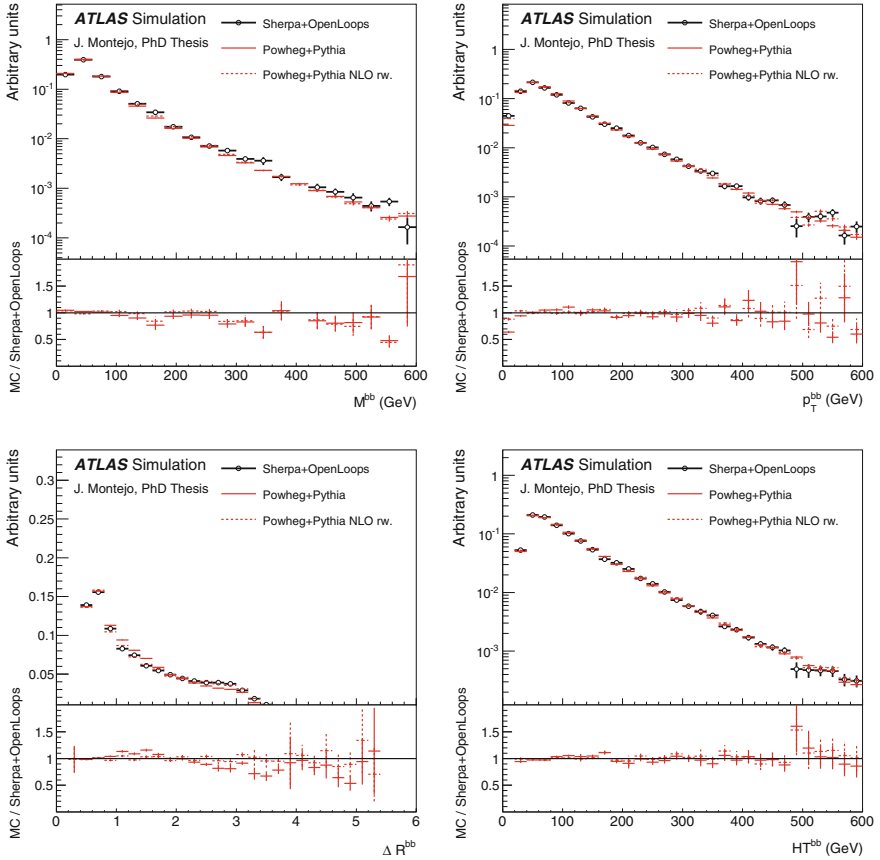 Arbitrary units
ATLAS Simulation
J. Montejo, PhD Thesis
Sherpa+OpenLoops
Powheg+Pythia
Powheg+Pythia NLO rw.
1
10⁻¹
10⁻²
10⁻³
10⁻⁴
MC / Sherpa+OpenLoops
1.5
1
0.5
0 100 200 300 400 500 600
M^bb (GeV)
Arbitrary units
ATLAS Simulation
J. Montejo, PhD Thesis
Sherpa+OpenLoops
Powheg+Pythia
Powheg+Pythia NLO rw.
1
10⁻¹
10⁻²
10⁻³
10⁻⁴
MC / Sherpa+OpenLoops
1.5
1
0.5
0 100 200 300 400 500 600
p_T^bb (GeV)
Arbitrary units
ATLAS Simulation
J. Montejo, PhD Thesis
Sherpa+OpenLoops
Powheg+Pythia
Powheg+Pythia NLO rw.
0.3
0.25
0.2
0.15
0.1
0.05
MC / Sherpa+OpenLoops
1.5
1
0.5
0 1 2 3 4 5 6
Δ R^bb
Arbitrary units
ATLAS Simulation
J. Montejo, PhD Thesis
Sherpa+OpenLoops
Powheg+Pythia
Powheg+Pythia NLO rw.
1
10⁻¹
10⁻²
10⁻³
MC / Sherpa+OpenLoops
1.5
1
0.5
0 100 200 300 400 500 600
HT^bb (GeV)